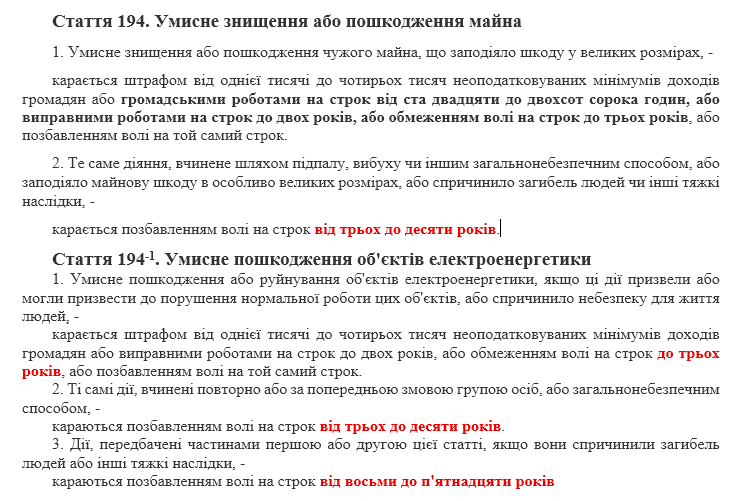 Стаття 194. Умисне знищення або пошкодження майна
1. Умисне знищення або пошкодження чужого майна, що заподіяло шкоду у великих розмірах, -
карається штрафом від однієї тисячі до чотирьох тисяч неоподатковуваних мінімумів доходів
громадян або громадськими роботами на строк від ста двадцяти до двохсот сорока годин, або
виправними роботами на строк до двох років, або обмеженням волі на строк до трьох років, або
позбавленням волі на той самий строк.
2. Те саме діяння, вчинене шляхом підпалу, вибуху чи іншим загальнонебезпечним способом, або
заподіяло майнову шкоду в особливо великих розмірах, або спричинило загибель людей чи інші тяжкі
наслідки, -
карається позбавленням волі на строк від трьох до десяти років.
Стаття 194-1. Умисне пошкодження об'єктів електроенергетики
1. Умисне пошкодження або руйнування об'єктів електроенергетики, якщо ці дії призвели або
могли призвести до порушення нормальної роботи цих об'єктів, або спричинило небезпеку для життя
людей, -
карається штрафом від однієї тисячі до чотирьох тисяч неоподатковуваних мінімумів доходів
громадян або виправними роботами на строк до двох років, або обмеженням волі на строк до трьох
років, або позбавленням волі на той самий строк.
2. Ті самі дії, вчинені повторно або за попередньою змовою групою осіб, або загальнонебезпечним
способом, -
караються позбавленням волі на строк від трьох до десяти років.
3. Дії, передбачені частинами першою або другою цієї статті, якщо вони спричинили загибель
людей або інші тяжкі наслідки, -
караються позбавленням волі на строк від восьми до п'ятнадцяти років